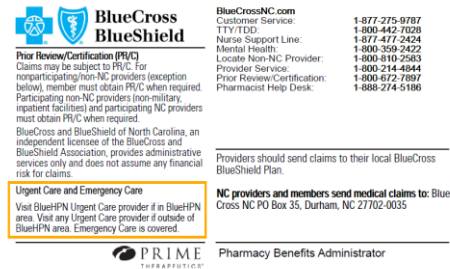 BlueCross
BlueShield
Prior Review/Certification (PR/C)
Claims may be subject to PR/C. For
nonparticipating/non-NC providers (exception
below), member must obtain PR/C when required.
Participating non-NC providers (non-military,
inpatient facilities) and participating NC providers
must obtain PR/C when required.
BlueCross and BlueShield of North Carolina, an
independent licensee of the BlueCross and
BlueShield Association, provides administrative
services only and does not assume any financial
risk for claims.
Urgent Care and Emergency Care
Visit BlueHPN Urgent Care provider if in BlueHPN
area. Visit any Urgent Care provider if outside of
BlueHPN area. Emergency Care is covered.
PRIME
THERAPEUTICS
BlueCrossNC.com
Customer Service: 1-877-275-9787
TTY/TDD: 1-800-442-7028
Nurse Support Line: 1-877-477-2424
Mental Health: 1-800-359-2422
Locate Non-NC Provider: 1-800-810-2583
Provider Service: 1-800-214-4844
Prior Review/Certification: 1-800-672-7897
Pharmacist Help Desk: 1-888-274-5186
Providers should send claims to their local BlueCross
BlueShield Plan.
NC providers and members send medical claims to: Blue
Cross NC PO Box 35, Durham, NC 27702-0035
Pharmacy Benefits Administrator